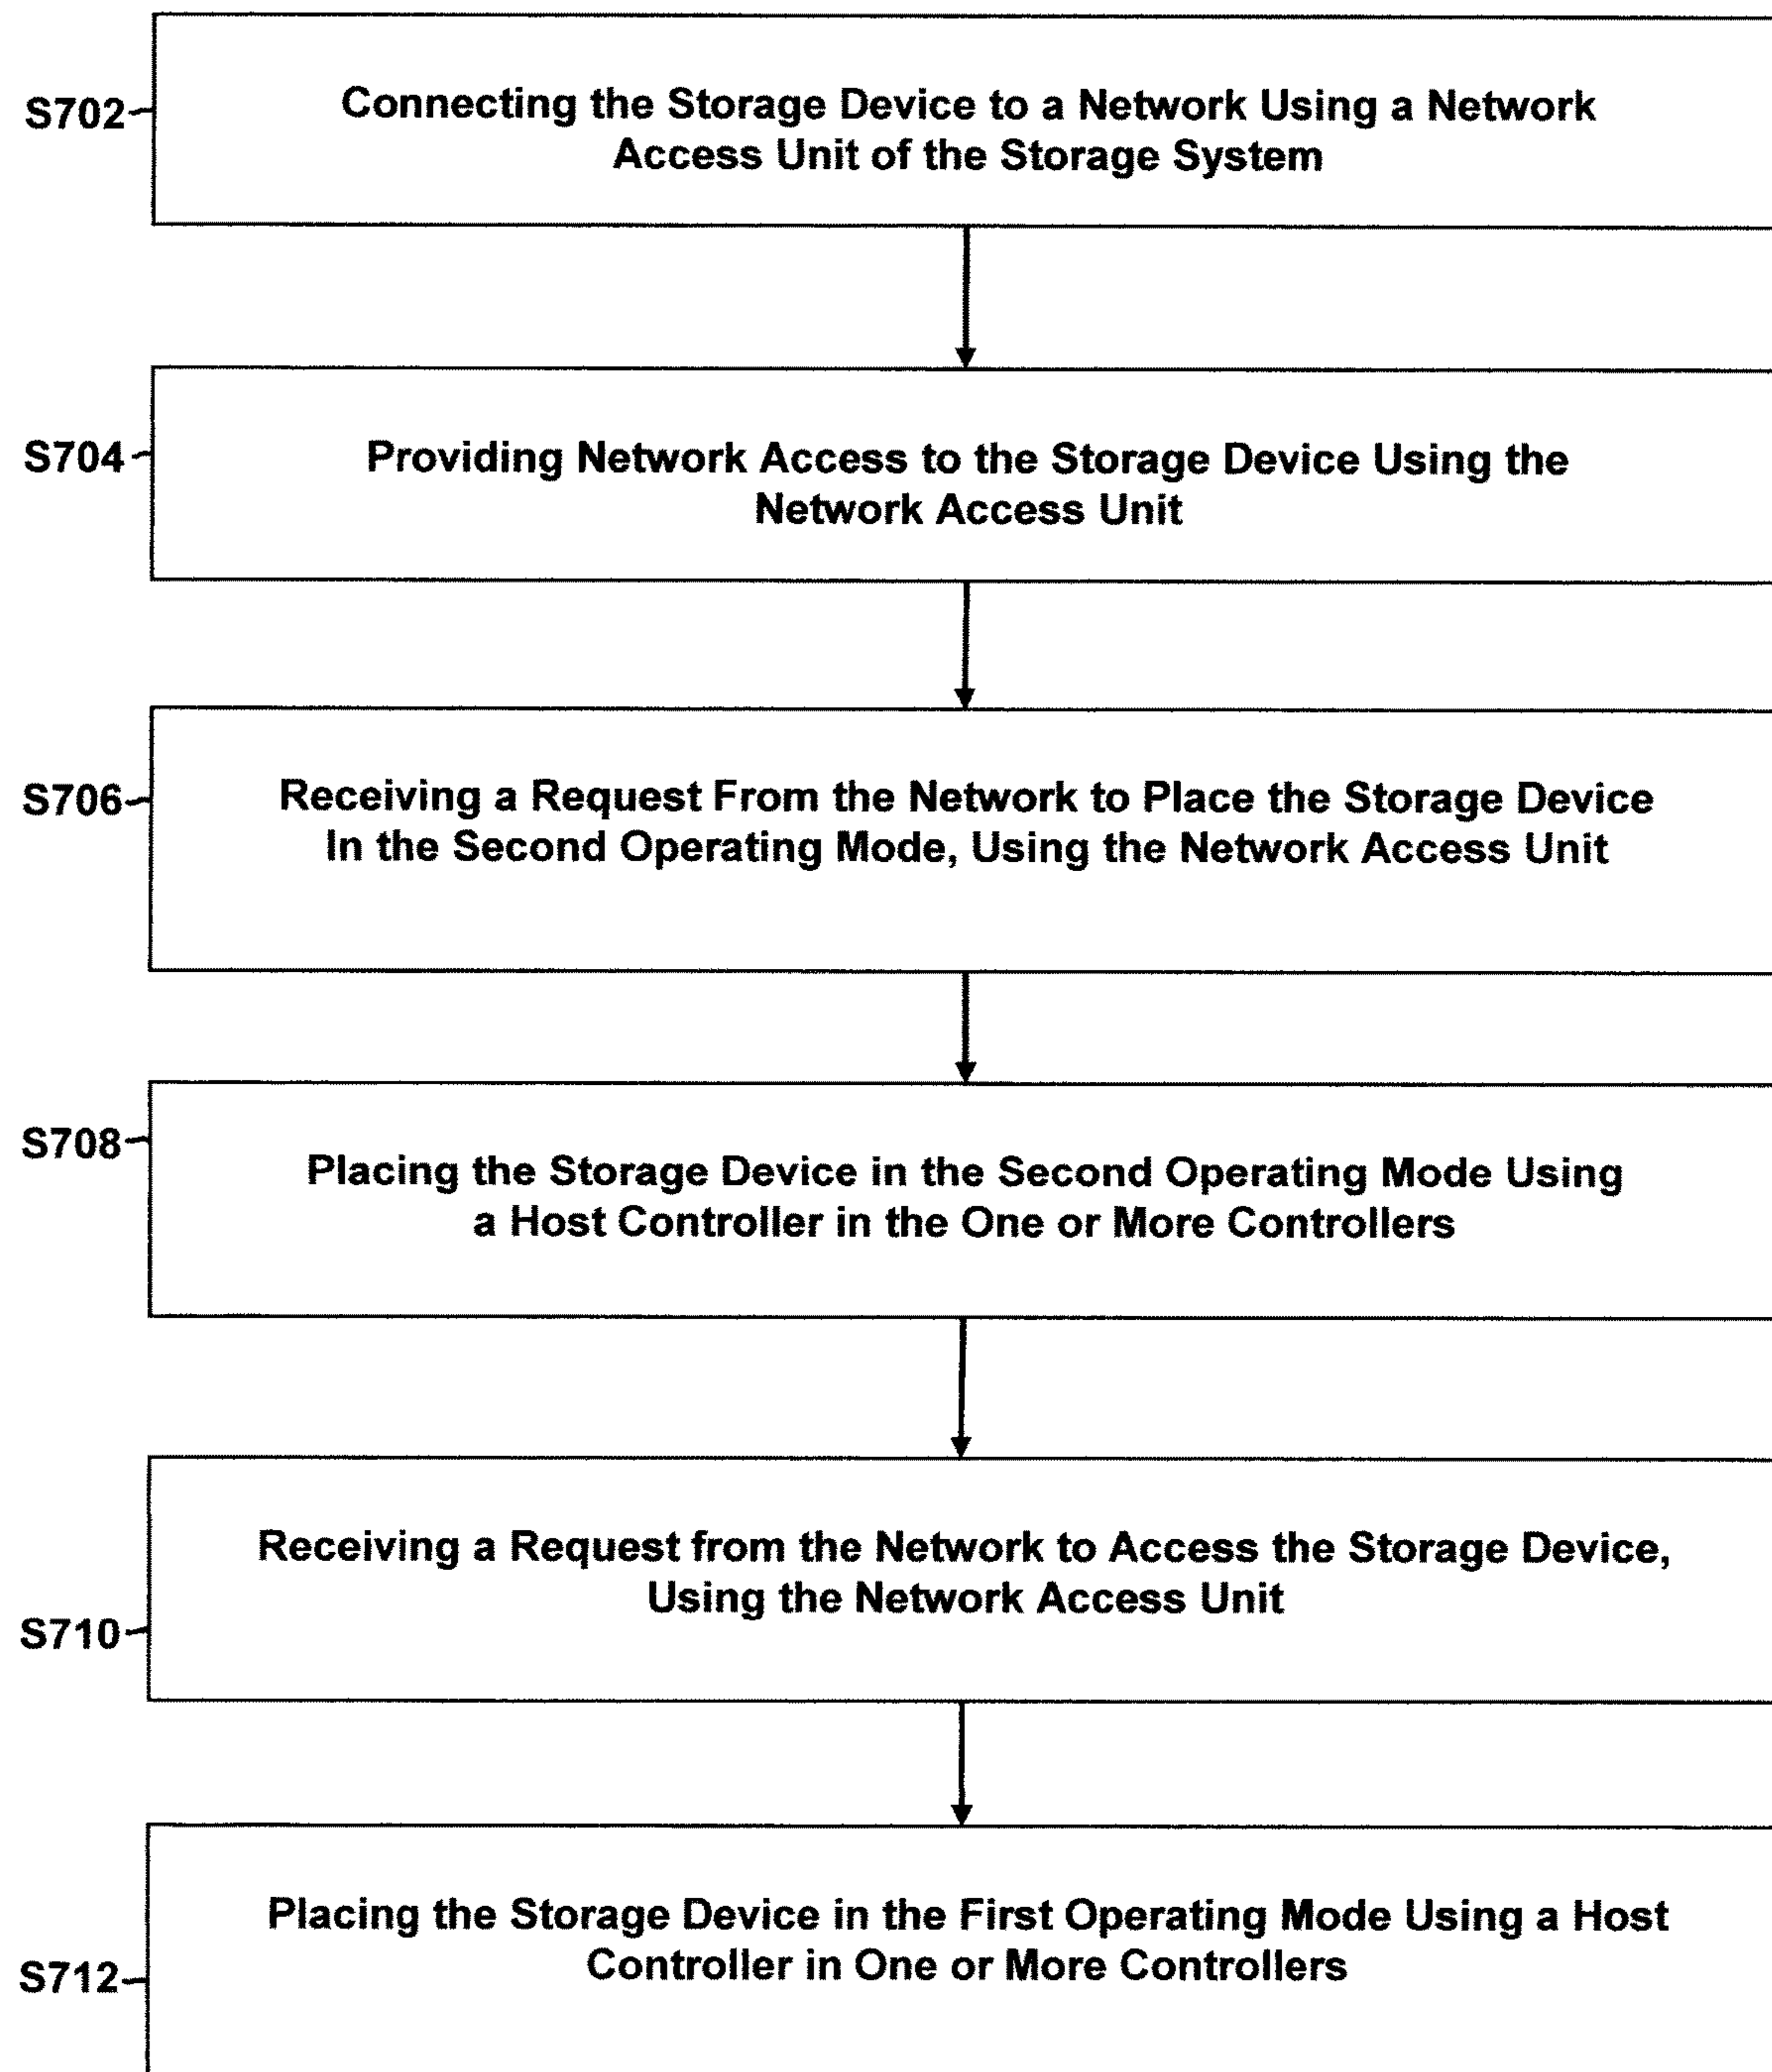 S702
Connecting the Storage Device to a Network Using a Network
Access Unit of the Storage System
S704
Providing Network Access to the Storage Device Using the
Network Access Unit
S706
Receiving a Request From the Network to Place the Storage Device
In the Second Operating Mode, Using the Network Access Unit
S708
Placing the Storage Device in the Second Operating Mode Using
a Host Controller in the One or More Controllers
Receiving a Request from the Network to Access the Storage Device,
Using the Network Access Unit
S710
Placing the Storage Device in the First Operating Mode Using a Host
Controller in One or More Controllers
S712